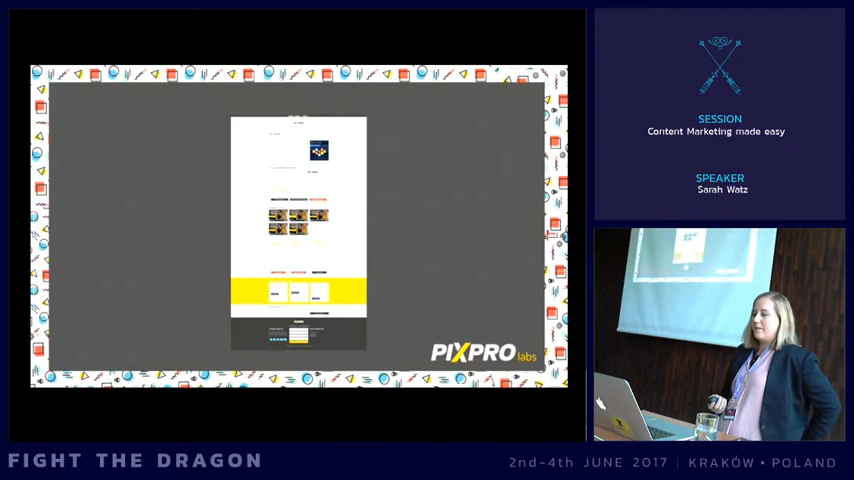 PIXPRO labs
SESSION
Content Marketing made easy
SPEAKER
Sarah Watz
FIGHT THE DRAGON
2nd-4th JUNE 2017 | KRAKÓW • POLAND